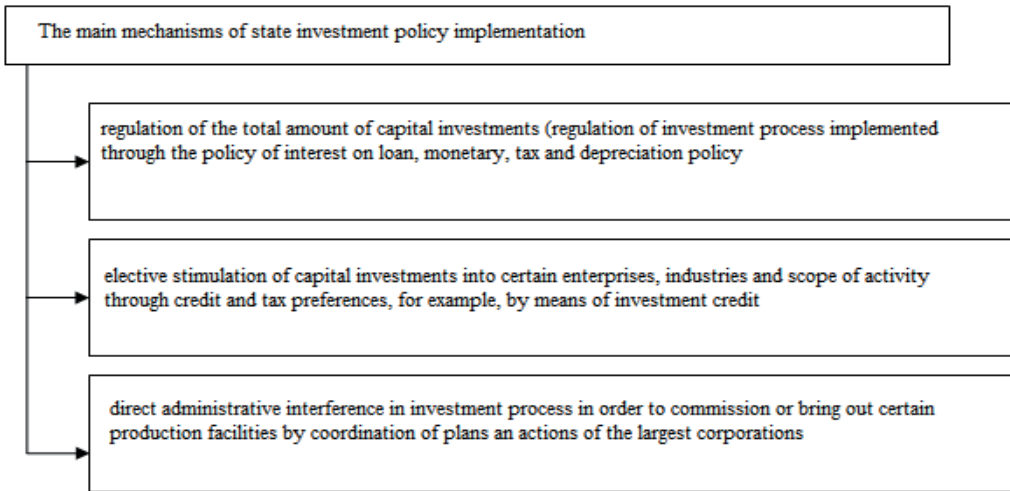 The main mechanisms of state investment policy implementation
regulation of the total amount of capital investments (regulation of investment process implemented
through the policy of interest on loan, monetary, tax and depreciation policy
elective stimulation of capital investments into certain enterprises, industries and scope of activity
through credit and tax preferences, for example, by means of investment credit
direct administrative interference in investment process in order to commission or bring out certain
production facilities by coordination of plans an actions of the largest corporations